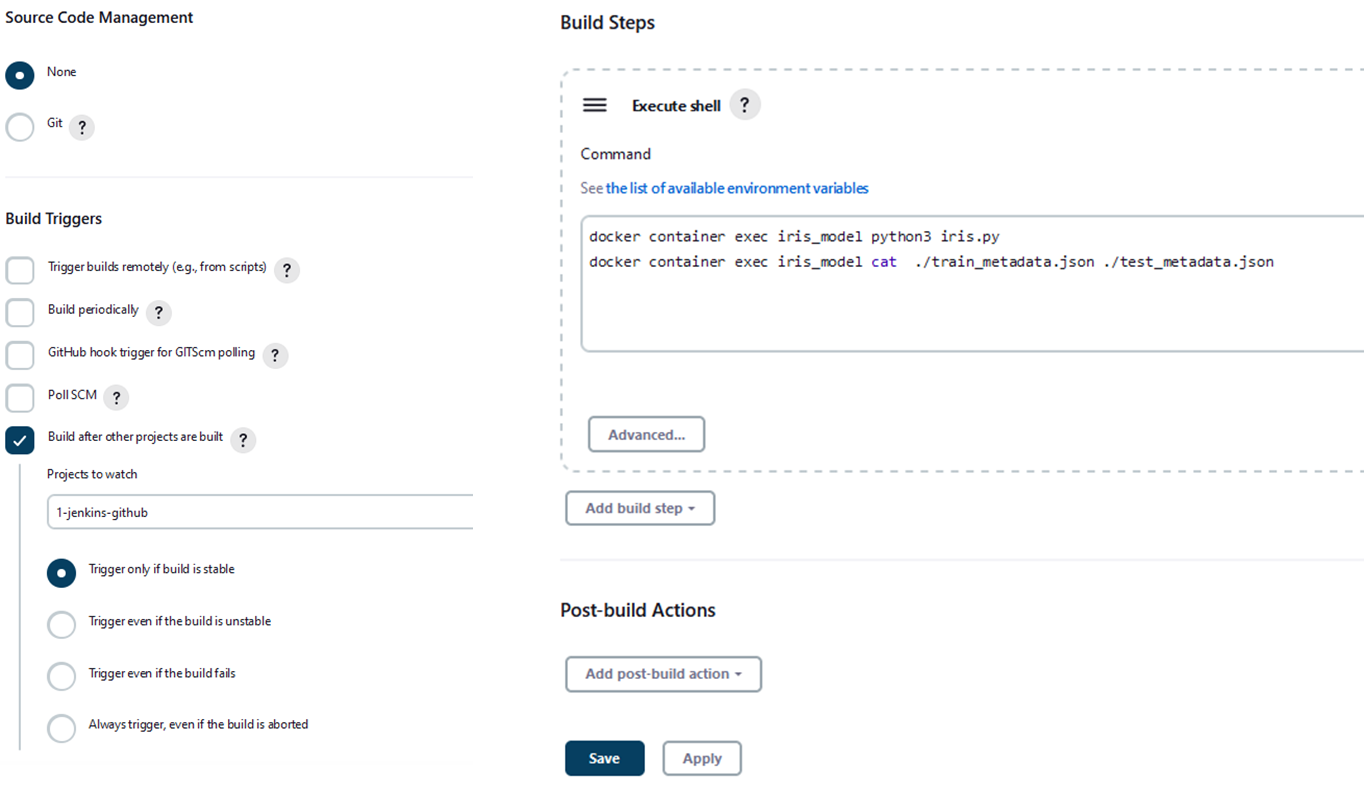 Source Code Management
None
Git ?
Build Triggers
Trigger builds remotely (e.g., from scripts) ?
Build periodically ?
GitHub hook trigger for GITScm polling ?
Poll SCM ?
Build after other projects are built ?
Projects to watch
1-jenkins-github
Trigger only if build is stable
Trigger even if the build is unstable
Trigger even if the build fails
Always trigger, even if the build is aborted
Build Steps
Execute shell ?
Command
See the list of available environment variables
docker container exec iris_model python3 iris.py
docker container exec iris_model cat  ./train_metadata.json ./test_metadata.json
Advanced...
Add build step
Post-build Actions
Add post-build action
Save Apply